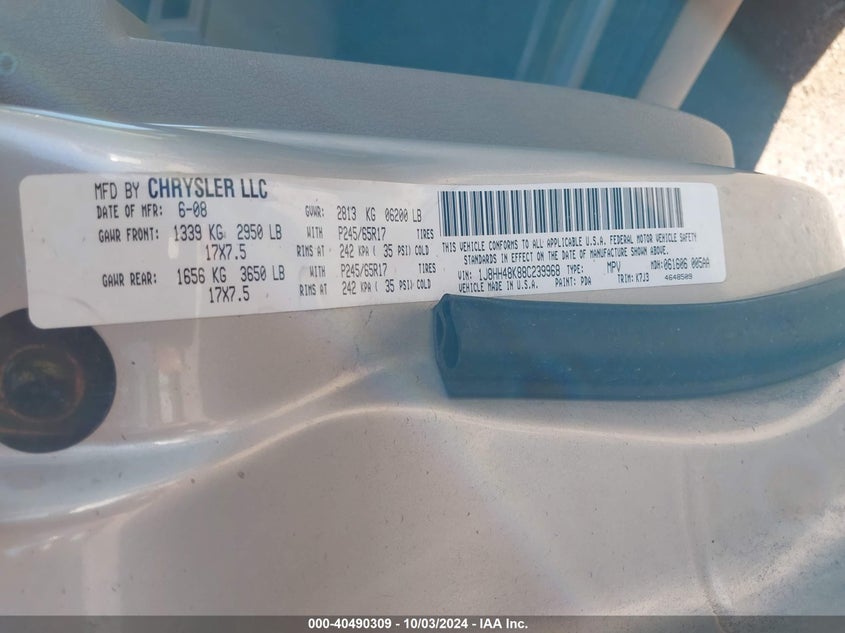 MFD BY CHRYSLER LLC
DATE OF MFR: 6-08 GVWR: 2813 KG 06200 LB
GAWR FRONT: 1339 KG 2950 LB WITH P245/65R17 TIRES
17X7.5 RIMS AT 242 KPA ( 35 PSI) COLD
GAWR REAR: 1656 KG 3650 LB WITH P245/65R17 TIRES
17X7.5 RIMS AT 242 KPA ( 35 PSI) COLD
THIS VEHICLE CONFORMS TO ALL APPLICABLE U.S.A. FEDERAL MOTOR VEHICLE SAFETY
STANDARDS IN EFFECT ON THE DATE OF MANUFACTURE SHOWN ABOVE.
VIN: 1J8HH48K88C239968 TYPE: MPV MDH: 061606 005AA
VEHICLE MADE IN U.S.A. PAINT: PDA TRIM: K7J3 4648509
000-40490309 - 10/03/2024 - IAA Inc.